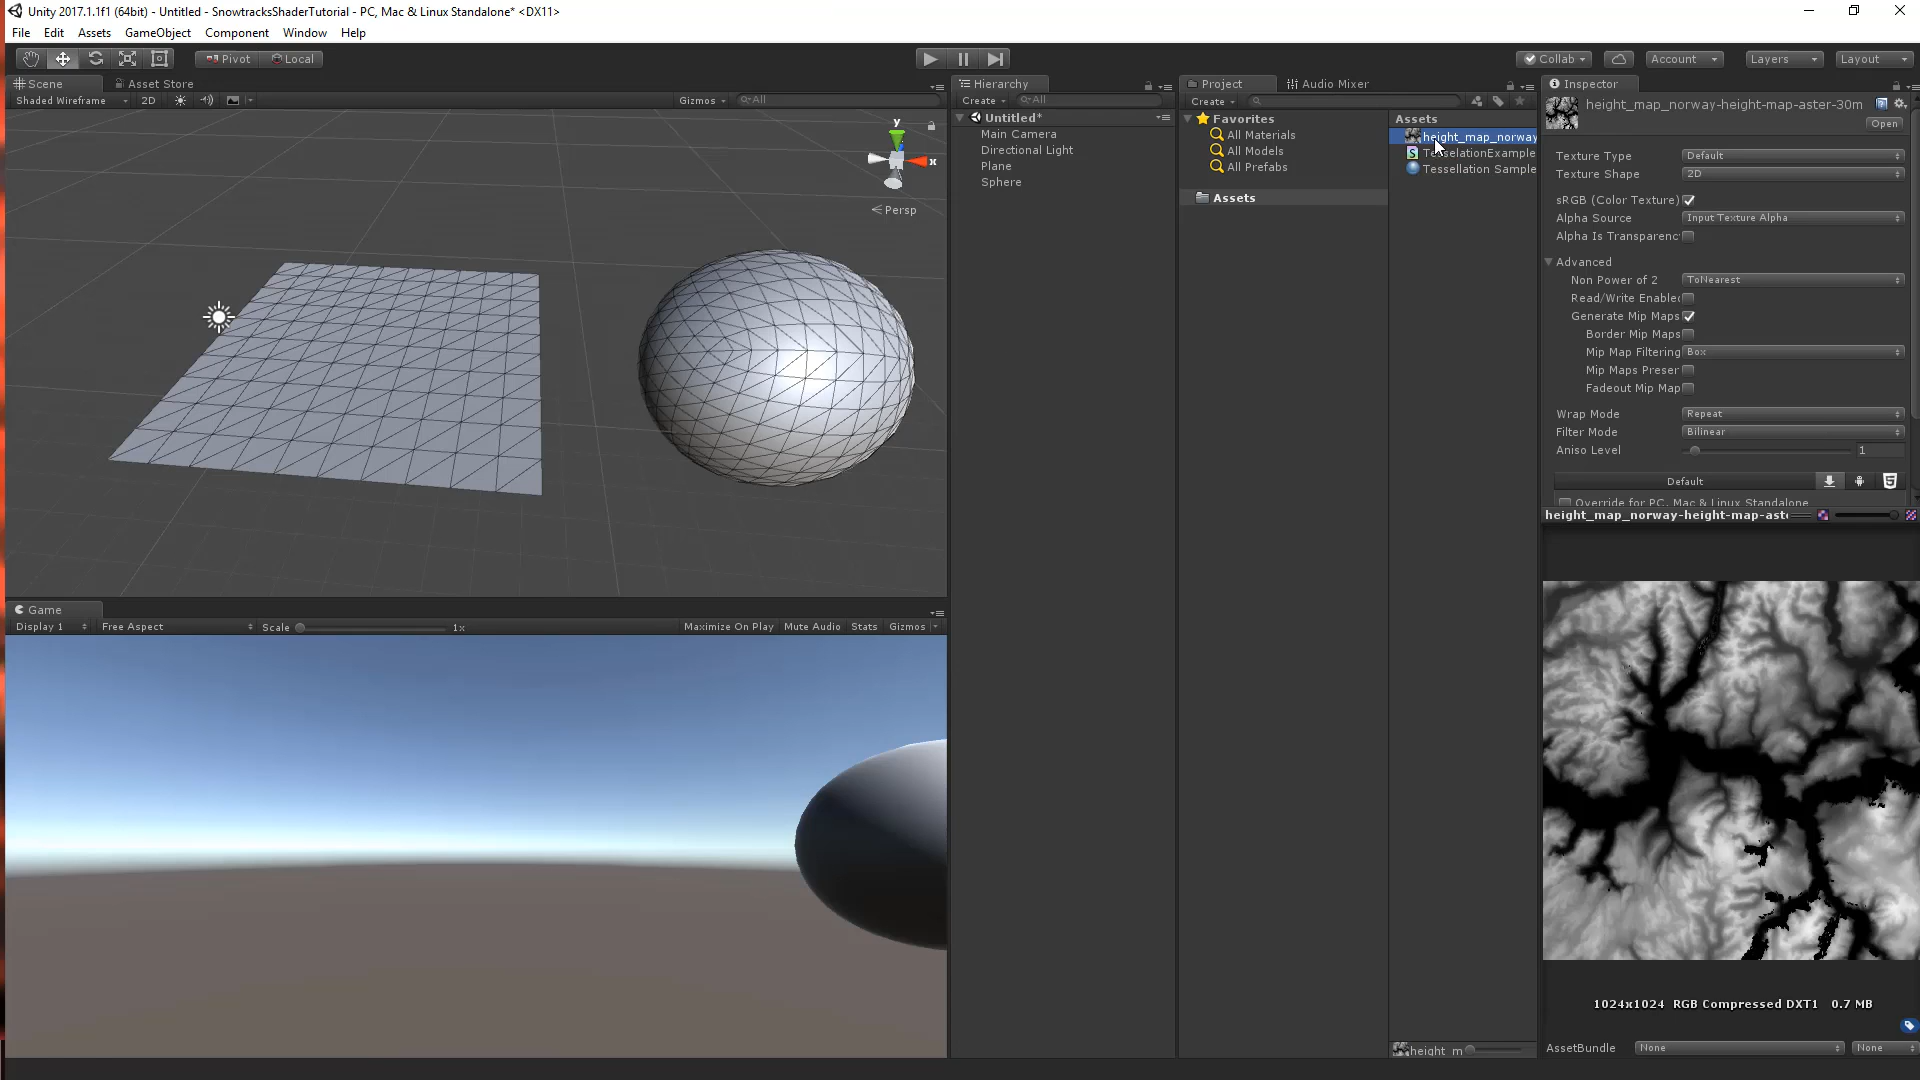 Unity 2017.1.1f1 (64bit) - Untitled - SnowtracksShaderTutorial - PC, Mac & Linux Standalone* <DX11>
File Edit Assets GameObject Component Window Help
Pivot Local Collab Account Layers Layout
Scene Asset Store
Shaded Wireframe 2D Gizmos All
y
x
Persp
Game
Display 1 Free Aspect Scale 1x Maximize On Play Mute Audio Stats Gizmos
Hierarchy
Create All
Untitled*
Main Camera
Directional Light
Plane
Sphere
Project Audio Mixer
Create
Favorites
All Materials
All Models
All Prefabs
Assets
Assets
height_map_norway
TesselationExample
Tessellation Sample
height_m
Inspector
height_map_norway-height-map-aster-30m
Open
Texture Type Default
Texture Shape 2D
sRGB (Color Texture)
Alpha Source Input Texture Alpha
Alpha Is Transparenc
Advanced
Non Power of 2 ToNearest
Read/Write Enablec
Generate Mip Maps
Border Mip Maps
Mip Map Filtering Box
Mip Maps Preser
Fadeout Mip Map
Wrap Mode Repeat
Filter Mode Bilinear
Aniso Level 1
Default
Override for PC, Mac & Linux Standalone
height_map_norway-height-map-aste
1024x1024 RGB Compressed DXT1 0.7 MB
AssetBundle None None